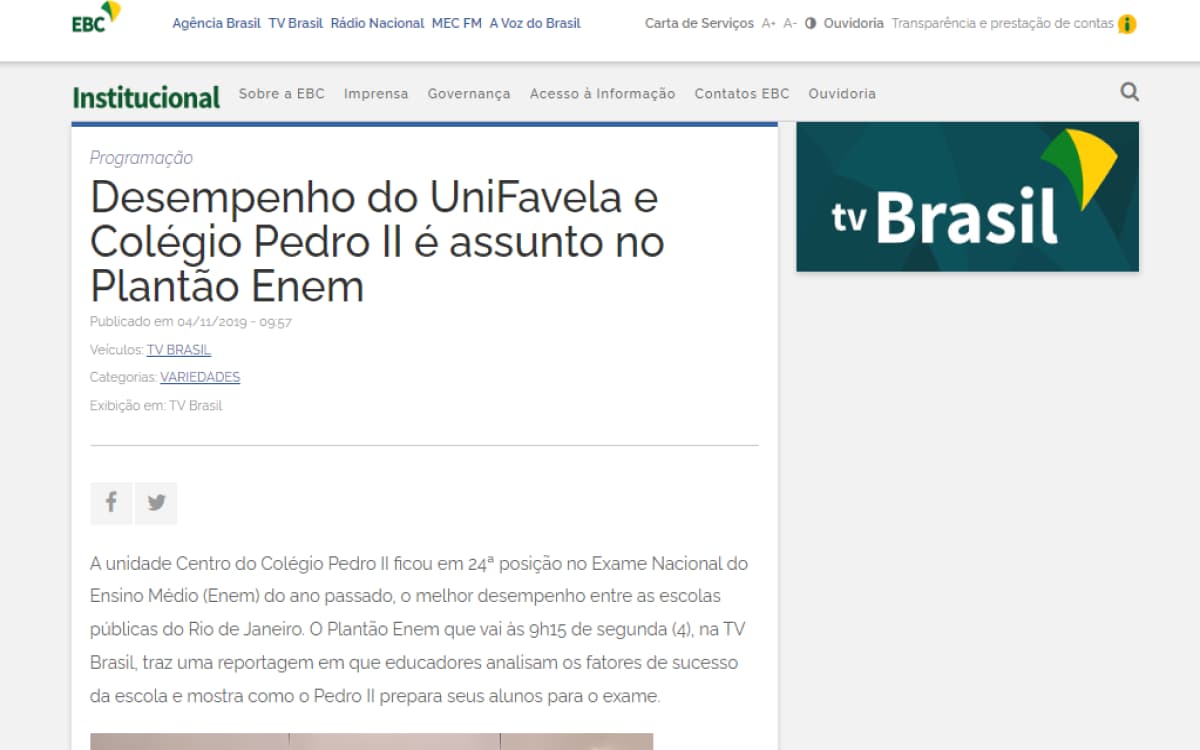 EBC
Agência Brasil TV Brasil Rádio Nacional MEC FM A Voz do Brasil
Carta de Serviços A+ A- Ouvidoria Transparência e prestação de contas
Institucional Sobre a EBC Imprensa Governança Acesso à Informação Contatos EBC Ouvidoria
Programação
Desempenho do UniFavela e
Colégio Pedro II é assunto no
Plantão Enem
Publicado em 04/11/2019 - 09:57
Veículos: TV BRASIL
Categorias: VARIEDADES
Exibição em: TV Brasil
A unidade Centro do Colégio Pedro II ficou em 24ª posição no Exame Nacional do
Ensino Médio (Enem) do ano passado, o melhor desempenho entre as escolas
públicas do Rio de Janeiro. O Plantão Enem que vai às 9h15 de segunda (4), na TV
Brasil, traz uma reportagem em que educadores analisam os fatores de sucesso
da escola e mostra como o Pedro II prepara seus alunos para o exame.
tv Brasil